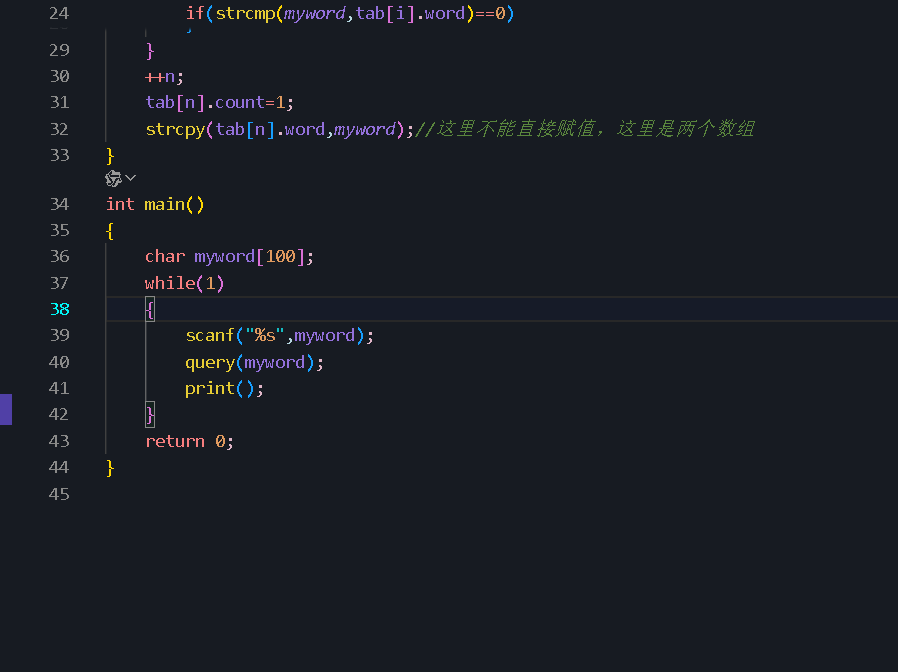 24 if(strcmp(myword,tab[i].word)==0)
29 }
30 ++n;
31 tab[n].count=1;
32 strcpy(tab[n].word,myword);//这里不能直接赋值，这里是两个数组
33 }
34 int main()
35 {
36 char myword[100];
37 while(1)
38 {
39 scanf("%s",myword);
40 query(myword);
41 print();
42 }
43 return 0;
44 }
45